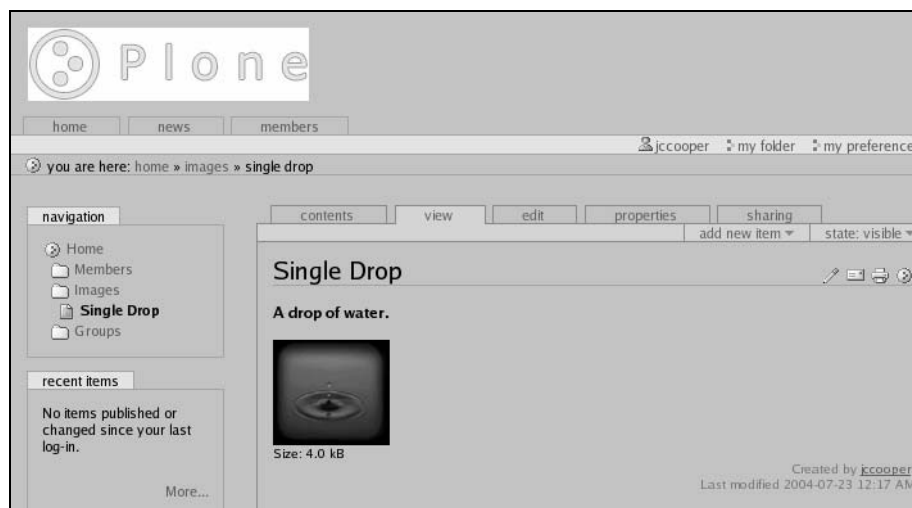 Plone
home news members
jccooper my folder my preference
you are here: home » images » single drop
navigation
Home
Members
Images
Single Drop
Groups
recent items
No items published or
changed since your last
log-in.
More...
contents view edit properties sharing
add new item state: visible
Single Drop
A drop of water.
Size: 4.0 kB
Created by jccooper
Last modified 2004-07-23 12:17 AM